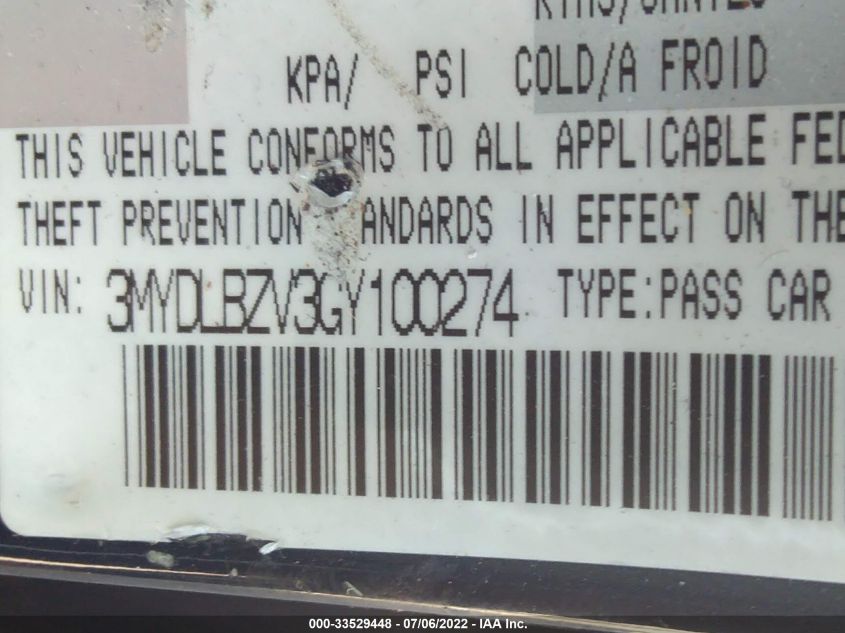 KPA/ PSI COLD/A FROID
THIS VEHICLE CONFORMS TO ALL APPLICABLE FED
THEFT PREVENTION ANDARDS IN EFFECT ON THE
VIN: 3MYDLBZV3GY100274 TYPE:PASS CAR
000-33529448 - 07/06/2022 - IAA Inc.